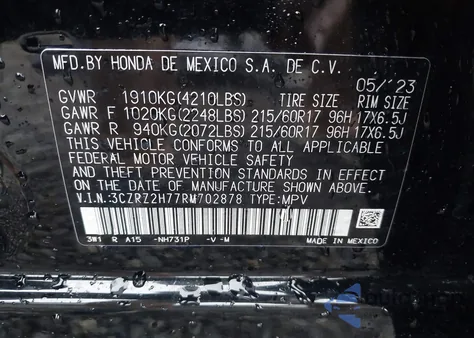 MFD.BY HONDA DE MEXICO S.A. DE C.V.
05/'23
GVWR 1910KG(4210LBS) TIRE SIZE RIM SIZE
GAWR F 1020KG(2248LBS) 215/60R17 96H 17X6.5J
GAWR R 940KG(2072LBS) 215/60R17 96H 17X6.5J
THIS VEHICLE CONFORMS TO ALL APPLICABLE
FEDERAL MOTOR VEHICLE SAFETY
AND THEFT PREVENTION STANDARDS IN EFFECT ON THE
DATE OF MANUFACTURE SHOWN ABOVE.
V.I.N.:3CZRZ2H77RM702878 TYPE:MPV
3W1 R A15 -NH731P -V-M MADE IN MEXICO